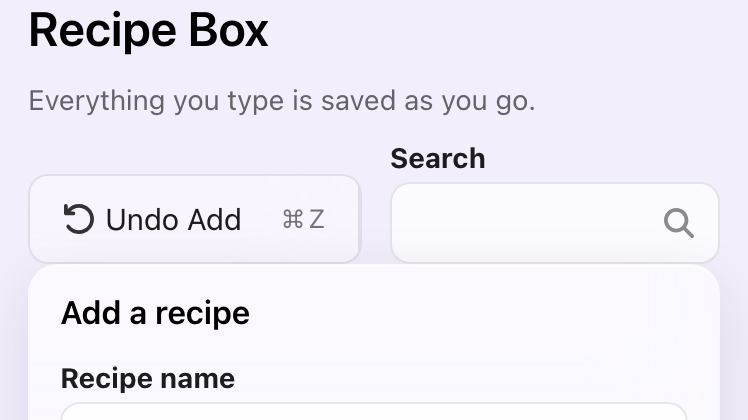 Recipe Box
Everything you type is saved as you go.
Search
Undo Add ⌘Z
Add a recipe
Recipe name